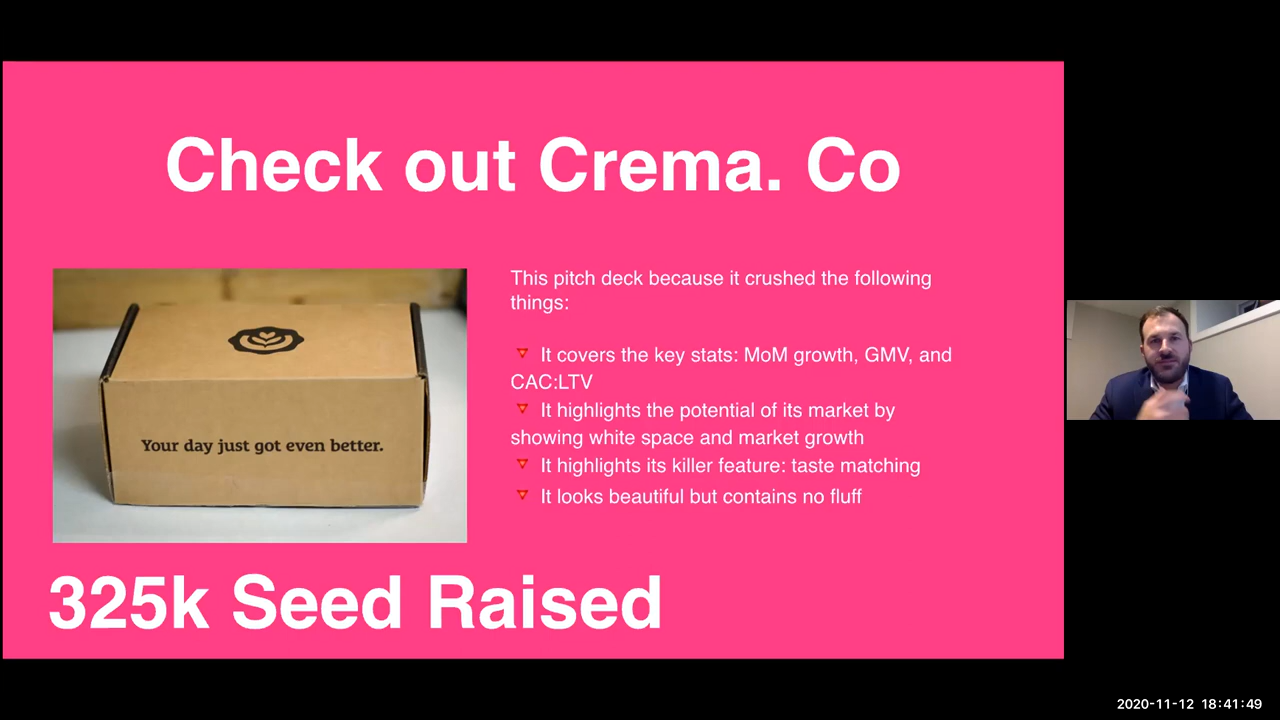 Check out Crema. Co
This pitch deck because it crushed the following
things:
It covers the key stats: MoM growth, GMV, and
CAC:LTV
It highlights the potential of its market by
showing white space and market growth
It highlights its killer feature: taste matching
It looks beautiful but contains no fluff
Your day just got even better.
325k Seed Raised
2020-11-12 18:41:49